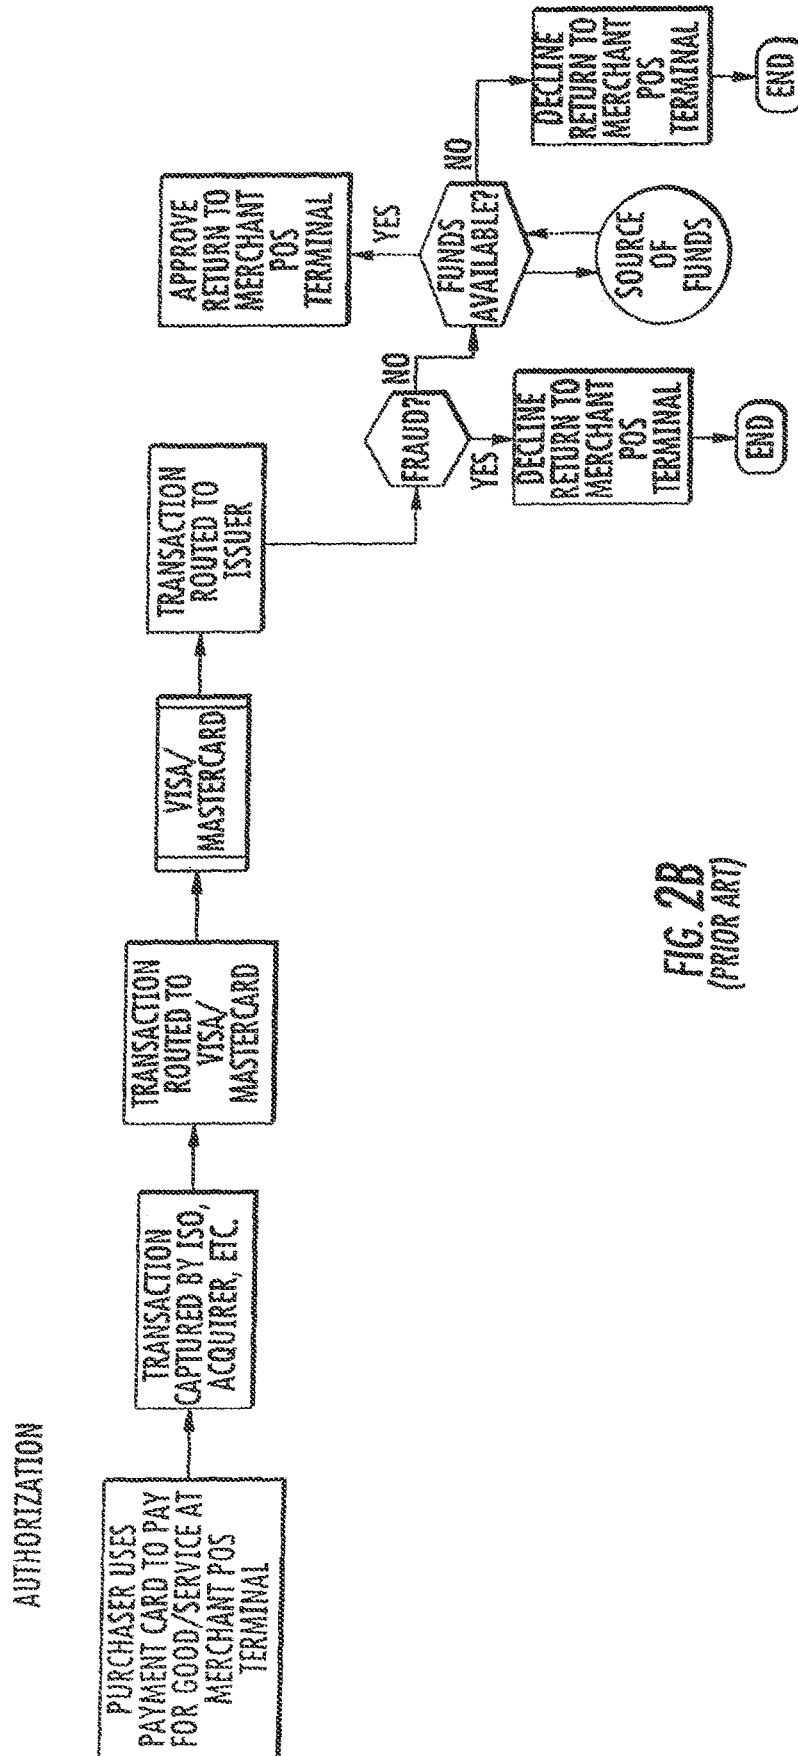 AUTHORIZATION
PURCHASER USES
PAYMENT CARD TO PAY
FOR GOOD/SERVICE AT
MERCHANT POS
TERMINAL
TRANSACTION
CAPTURED BY ISO,
ACQUIRER, ETC.
TRANSACTION
ROUTED TO
VISA/
MASTERCARD
VISA/
MASTERCARD
TRANSACTION
ROUTED TO
ISSUER
FRAUD?
NO
YES
DECLINE
RETURN TO
MERCHANT
POS
TERMINAL
END
FUNDS
AVAILABLE?
YES
APPROVE
RETURN TO
MERCHANT
POS
TERMINAL
SOURCE
OF
FUNDS
NO
DECLINE
RETURN TO
MERCHANT
POS
TERMINAL
END
FIG. 2B
(PRIOR ART)